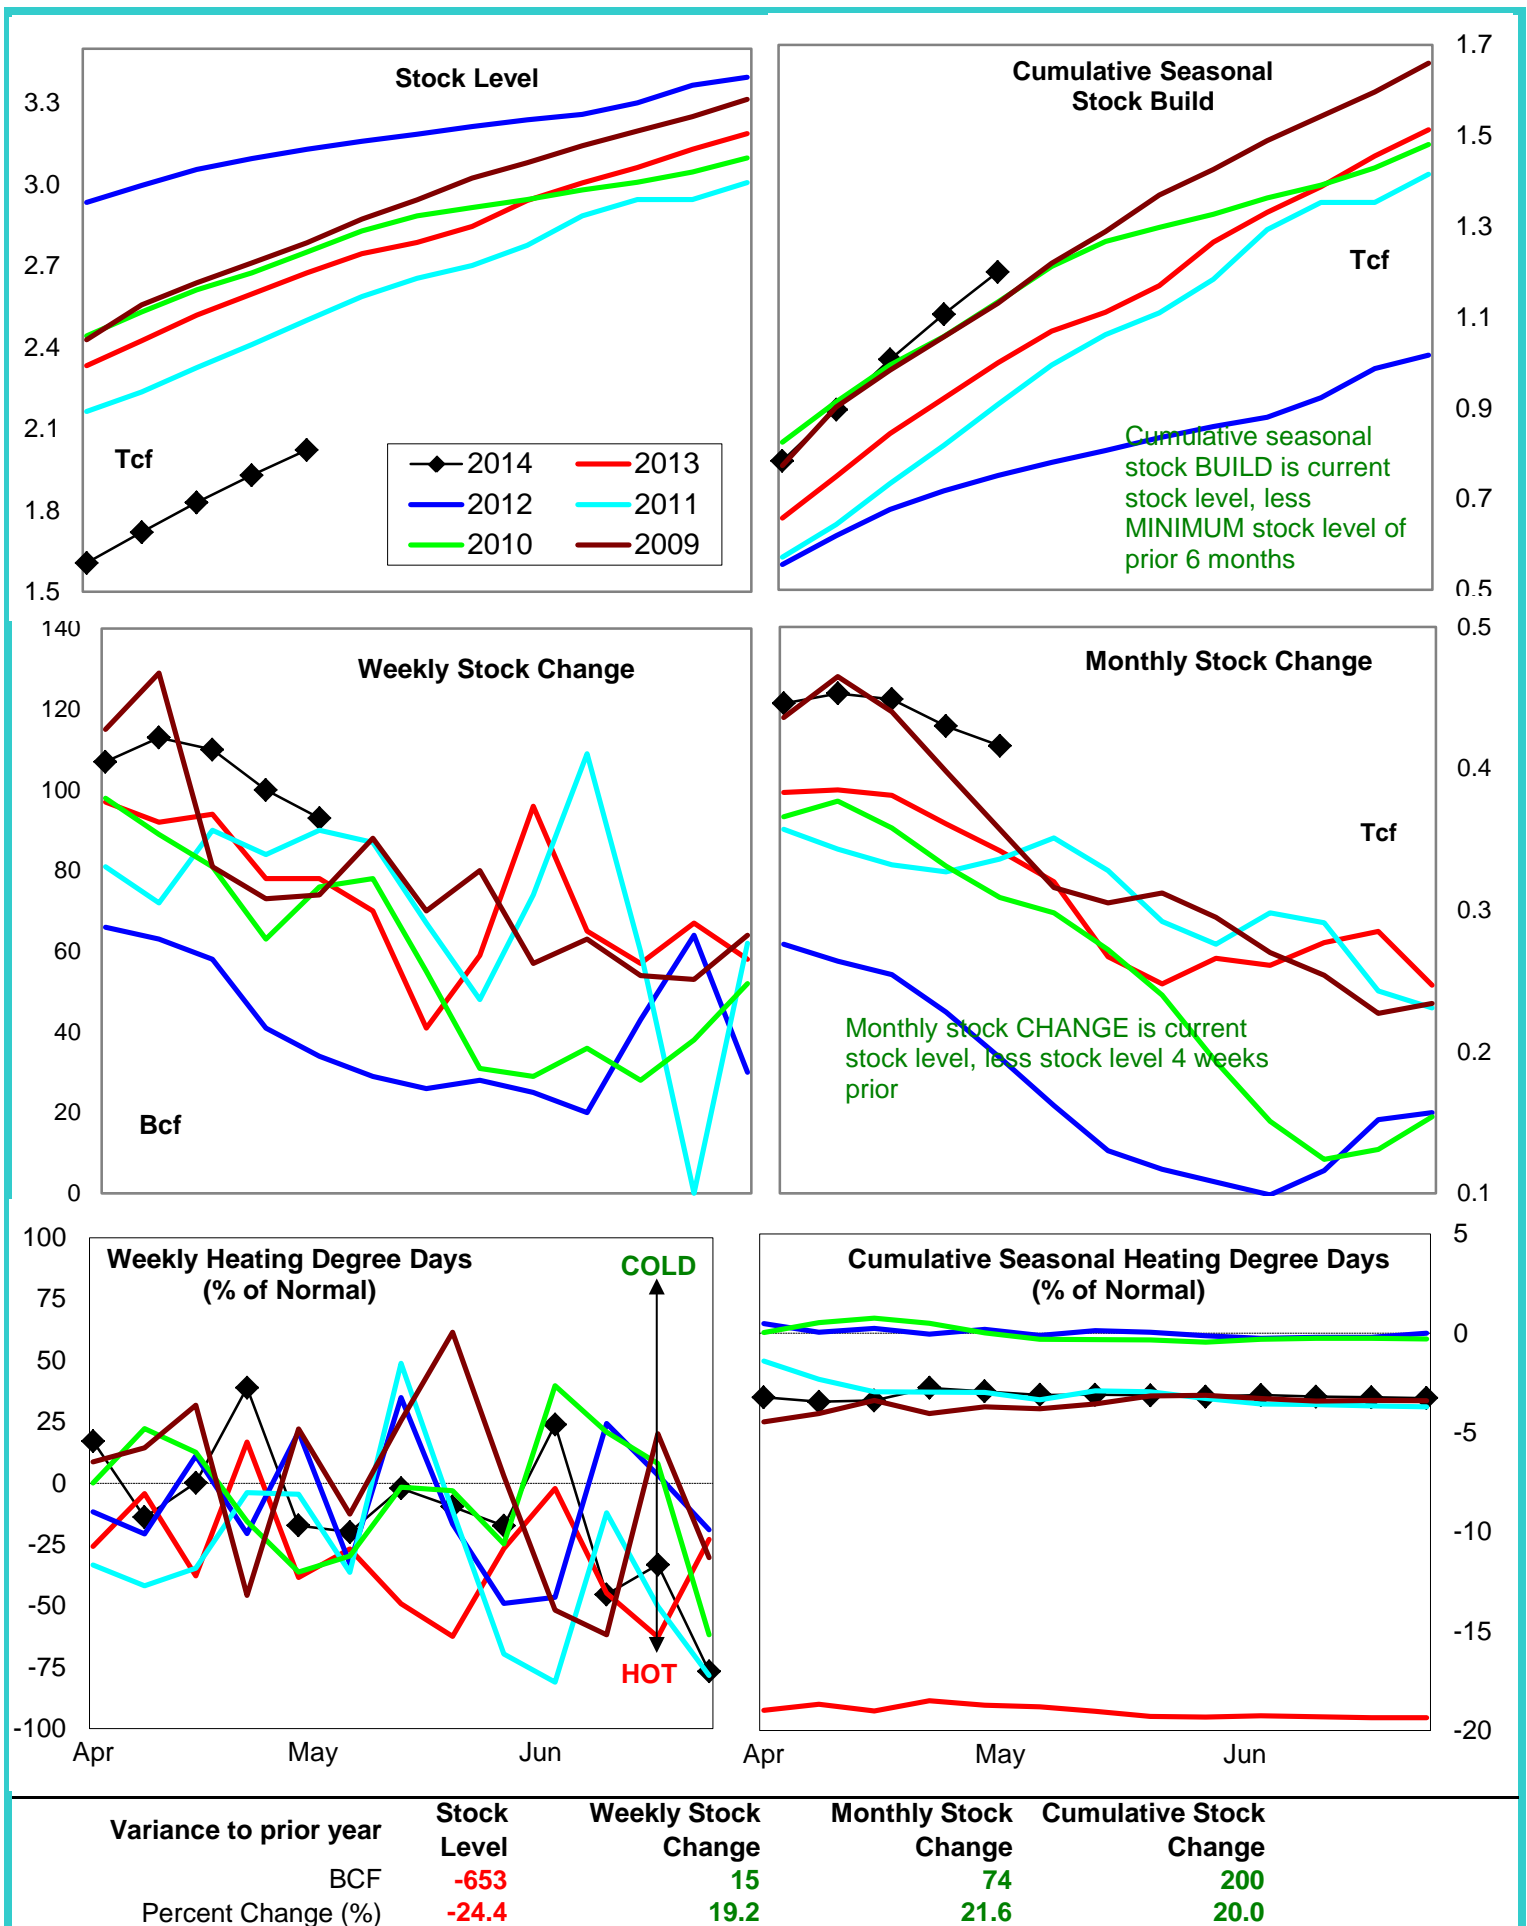 Stock Level
3.3
3.0
2.7
2.4
2.1
1.8
1.5
Tcf
2014 2013
2012 2011
2010 2009
Cumulative Seasonal
Stock Build
1.7
1.5
1.3
1.1
0.9
0.7
0.5
Tcf
Cumulative seasonal
stock BUILD is current
stock level, less
MINIMUM stock level of
prior 6 months
Weekly Stock Change
140
120
100
80
60
40
20
0
Bcf
Monthly Stock Change
0.5
0.4
0.3
0.2
0.1
Tcf
Monthly stock CHANGE is current
stock level, less stock level 4 weeks
prior
Weekly Heating Degree Days
(% of Normal)
COLD
HOT
100
75
50
25
0
-25
-50
-75
-100
Apr May Jun
Cumulative Seasonal Heating Degree Days
(% of Normal)
5
0
-5
-10
-15
-20
Apr May Jun
Variance to prior year
Stock Weekly Stock Monthly Stock Cumulative Stock
Level Change Change Change
BCF -653 15 74 200
Percent Change (%) -24.4 19.2 21.6 20.0